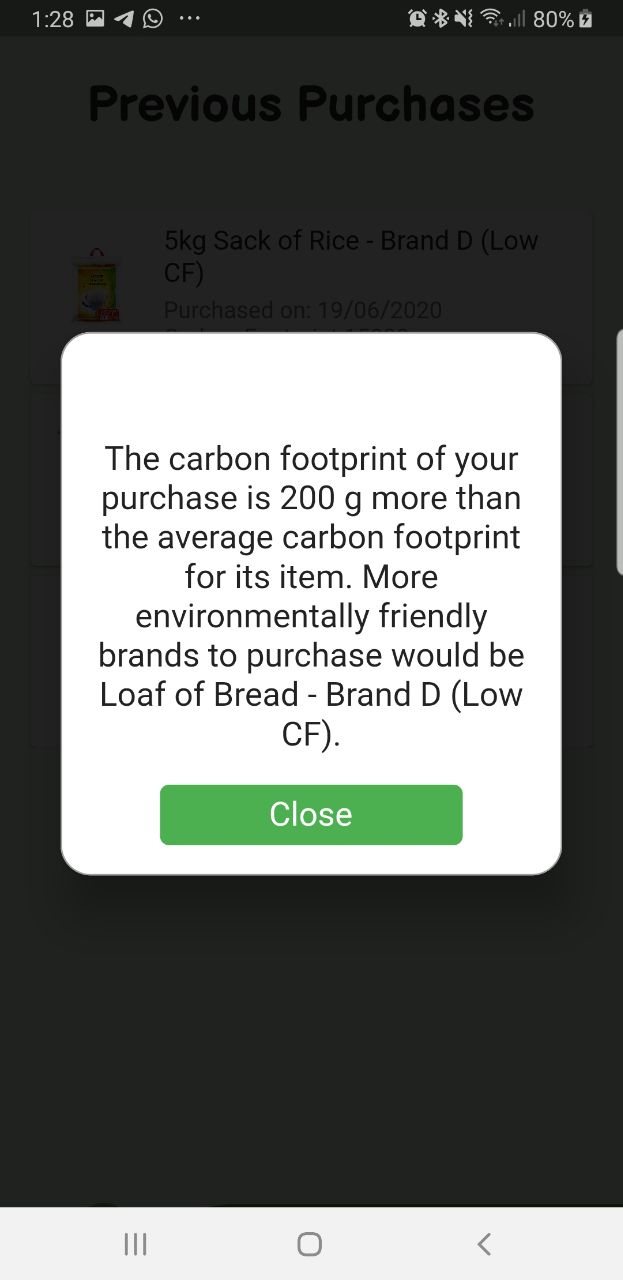 1:28
80%
Previous Purchases
5kg Sack of Rice - Brand D (Low
CF)
Purchased on: 19/06/2020
The carbon footprint of your
purchase is 200 g more than
the average carbon footprint
for its item. More
environmentally friendly
brands to purchase would be
Loaf of Bread - Brand D (Low
CF).
Close